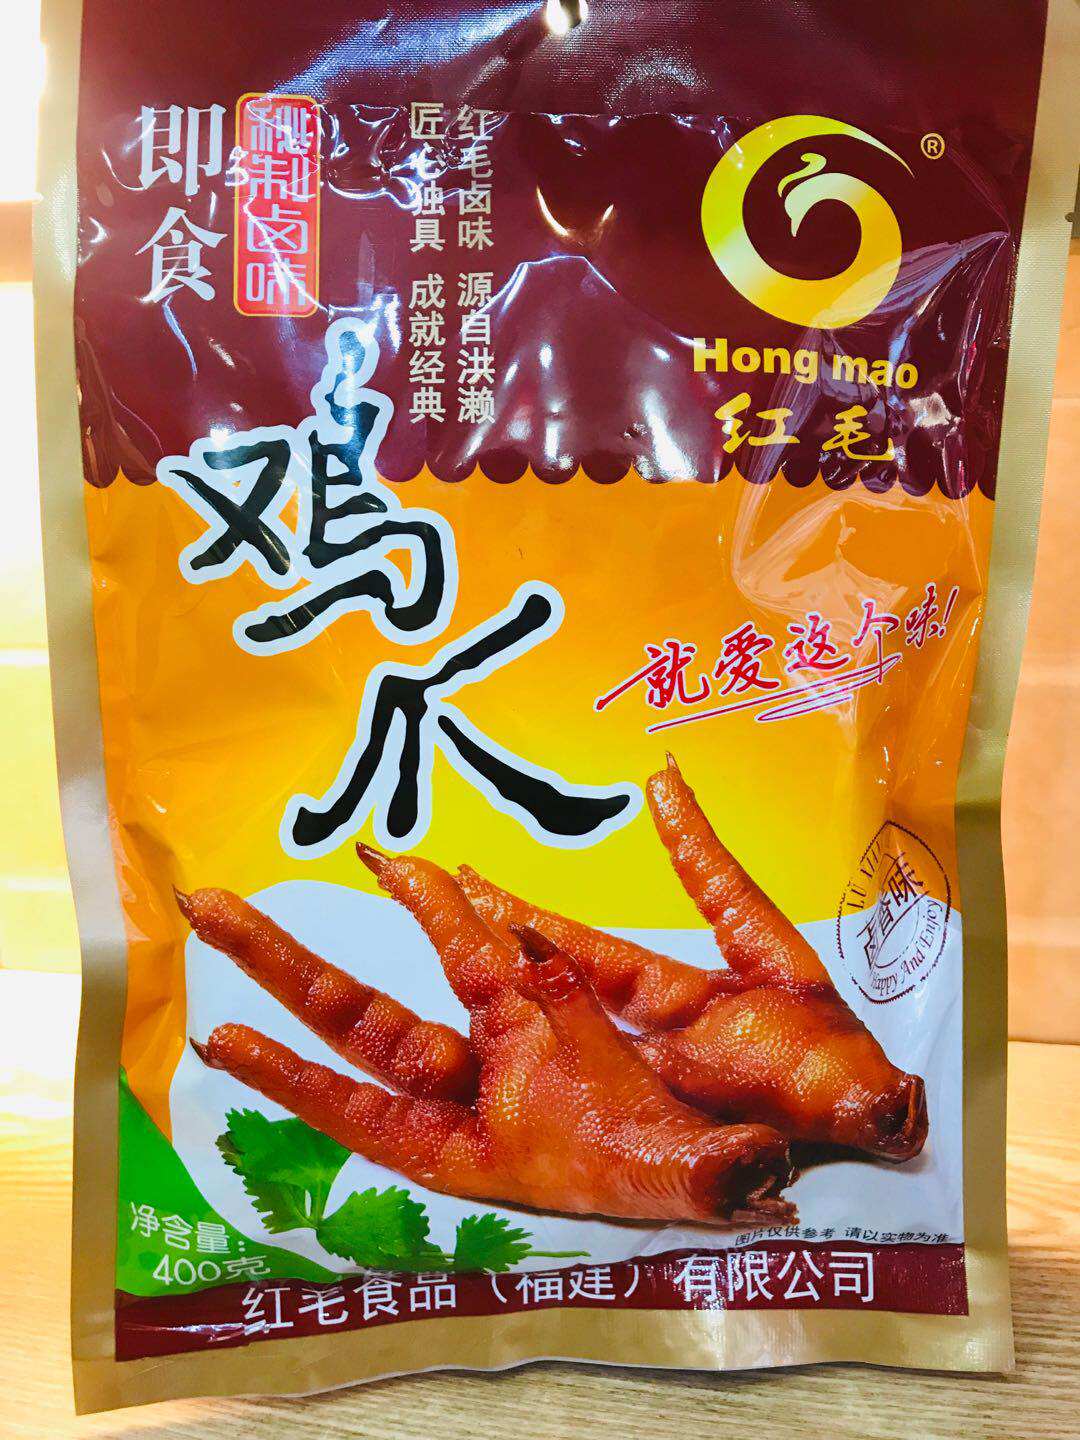 即食
秘制卤味
红毛卤味 源自洪濑
匠心独具 成就经典
®
Hong mao
红毛
鸡爪
就爱这个味!
卤香味
Happy And Enjoy
图片仅供参考 请以实物为准
净含量:
400克
红毛食品（福建）有限公司